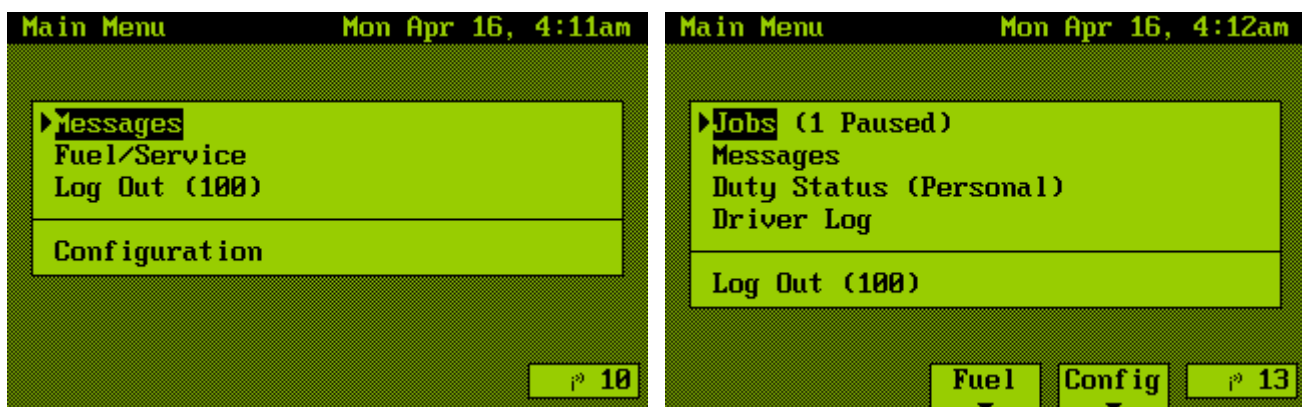 Main Menu Mon Apr 16, 4:11am
Messages
Fuel/Service
Log Out (100)
Configuration
10
Main Menu Mon Apr 16, 4:12am
Jobs (1 Paused)
Messages
Duty Status (Personal)
Driver Log
Log Out (100)
Fuel Config 13